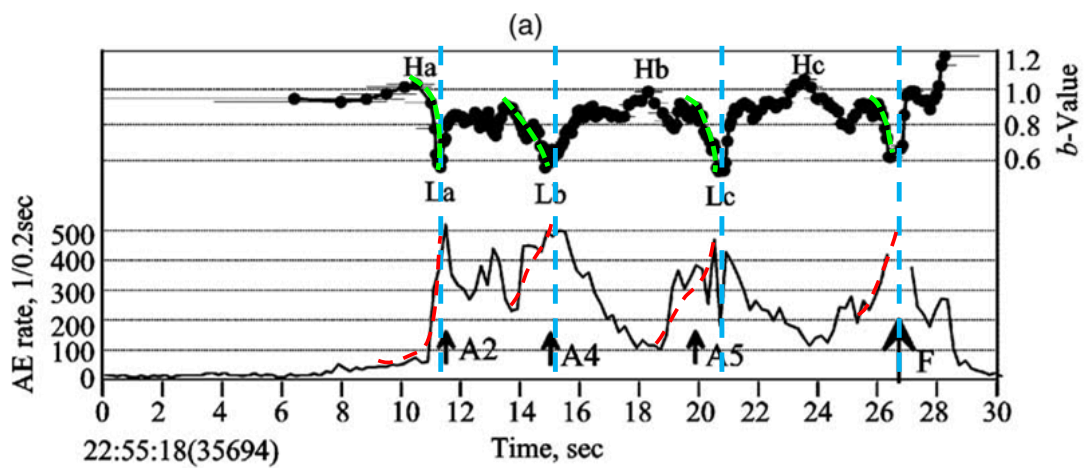 (a)
Ha Hb Hc 1.2
1.0
0.8
0.6
b-Value
La Lb Lc
AE rate, 1/0.2sec
500
400
300
200
100
0
A2 A4 A5 F
0 2 4 6 8 10 12 14 16 18 20 22 24 26 28 30
22:55:18(35694) Time, sec